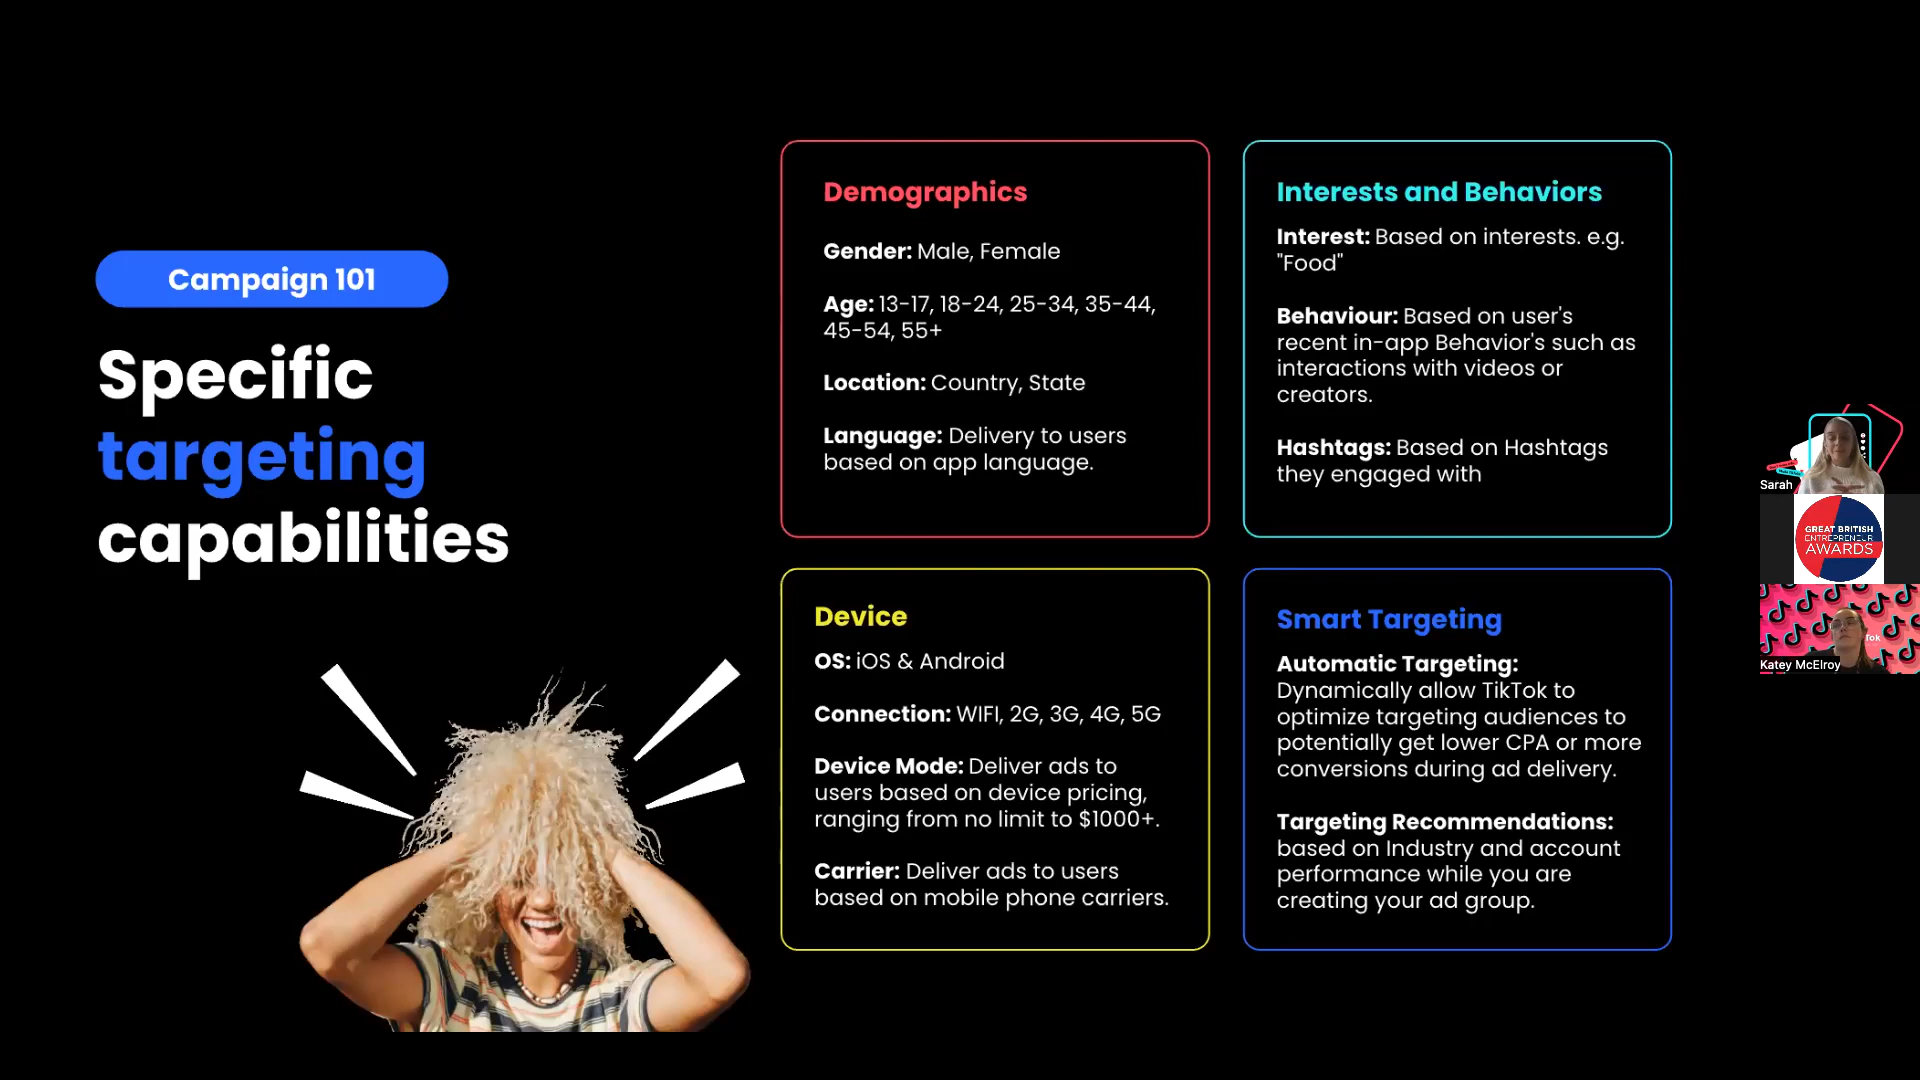 Campaign 101
Specific
targeting
capabilities
Demographics
Gender: Male, Female
Age: 13-17, 18-24, 25-34, 35-44,
45-54, 55+
Location: Country, State
Language: Delivery to users
based on app language.
Interests and Behaviors
Interest: Based on interests. e.g.
"Food"
Behaviour: Based on user's
recent in-app Behavior's such as
interactions with videos or
creators.
Hashtags: Based on Hashtags
they engaged with
Device
OS: iOS & Android
Connection: WIFI, 2G, 3G, 4G, 5G
Device Mode: Deliver ads to
users based on device pricing,
ranging from no limit to $1000+.
Carrier: Deliver ads to users
based on mobile phone carriers.
Smart Targeting
Automatic Targeting:
Dynamically allow TikTok to
optimize targeting audiences to
potentially get lower CPA or more
conversions during ad delivery.
Targeting Recommendations:
based on Industry and account
performance while you are
creating your ad group.
Sarah
GREAT BRITISH
ENTREPRENEUR
AWARDS
Tok
Katey McElroy